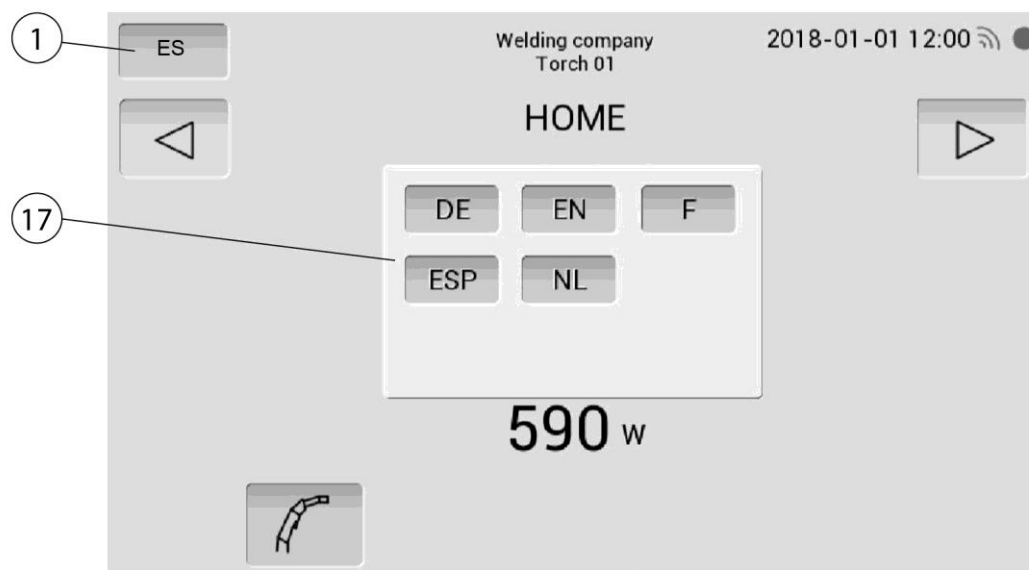 1
ES
Welding company
Torch 01
2018-01-01 12:00
HOME
17
DE EN F
ESP NL
590 W